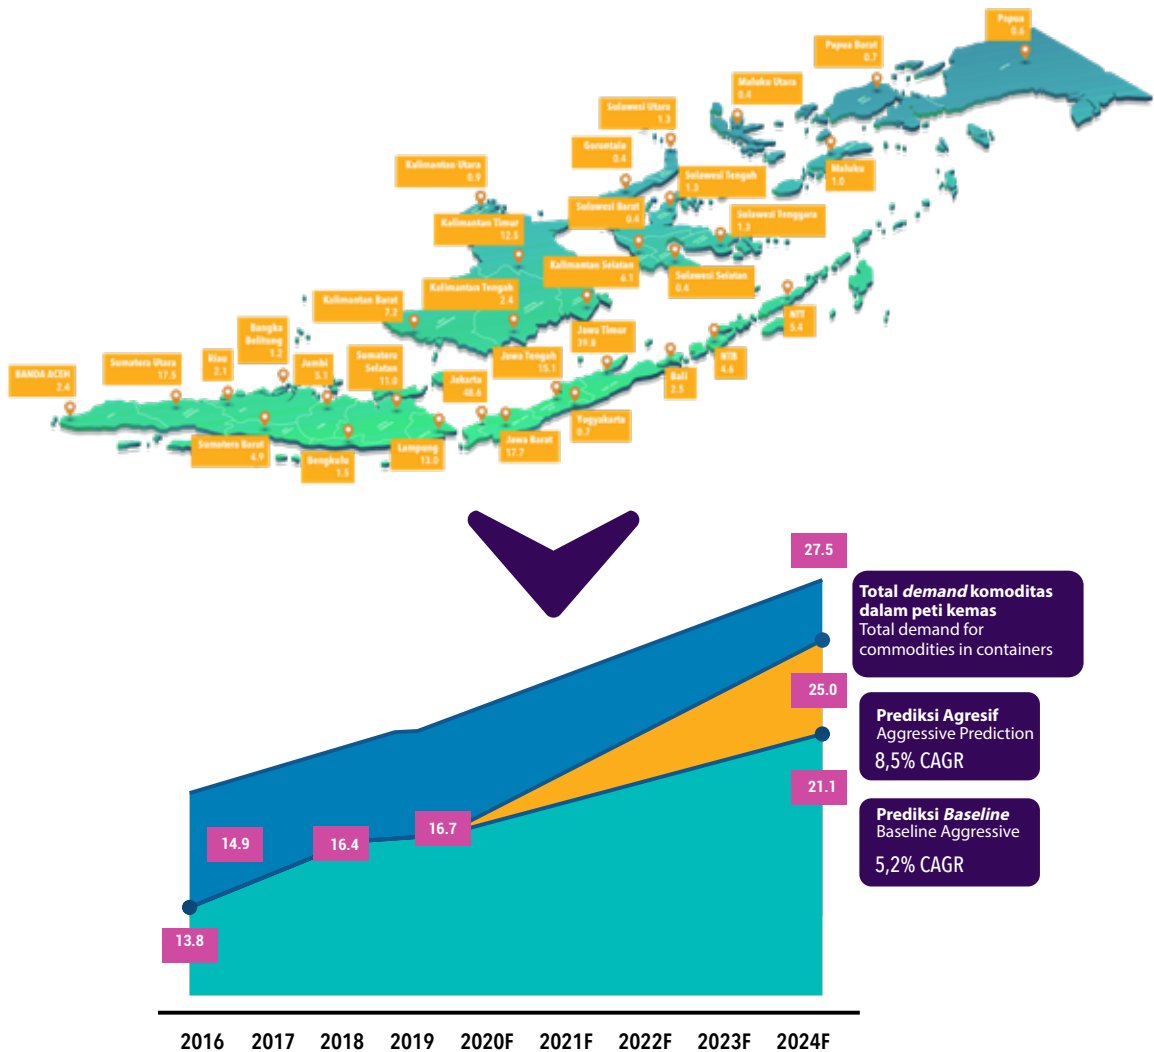 Papua
0.6
Papua Barat
0.7
Maluku Utara
0.4
Sulawesi Utara
1.3
Gorontalo
0.4
Maluku
1.0
Kalimantan Utara
0.9
Sulawesi Tengah
1.3
Sulawesi Barat
0.4
Sulawesi Tenggara
1.3
Kalimantan Timur
12.5
Kalimantan Selatan
6.1
Sulawesi Selatan
0.4
Kalimantan Tengah
2.4
Kalimantan Barat
7.2
NTT
5.4
Bangka
Belitung
1.2
Jawa Timur
39.8
Riau
2.1
Sumatera Utara
17.5
Jambi
5.1
Sumatera
Selatan
11.0
Jawa Tengah
15.1
NTB
4.6
BANDA ACEH
2.4
Jakarta
48.6
Bali
2.5
Yogyakarta
0.7
Sumatera Barat
4.9
Bengkulu
1.5
Lampung
13.0
Jawa Barat
17.7
27.5
Total demand komoditas
dalam peti kemas
Total demand for
commodities in containers
25.0
Prediksi Agresif
Aggressive Prediction
8,5% CAGR
21.1
Prediksi Baseline
Baseline Aggressive
5,2% CAGR
14.9
16.4
16.7
13.8
2016 2017 2018 2019 2020F 2021F 2022F 2023F 2024F